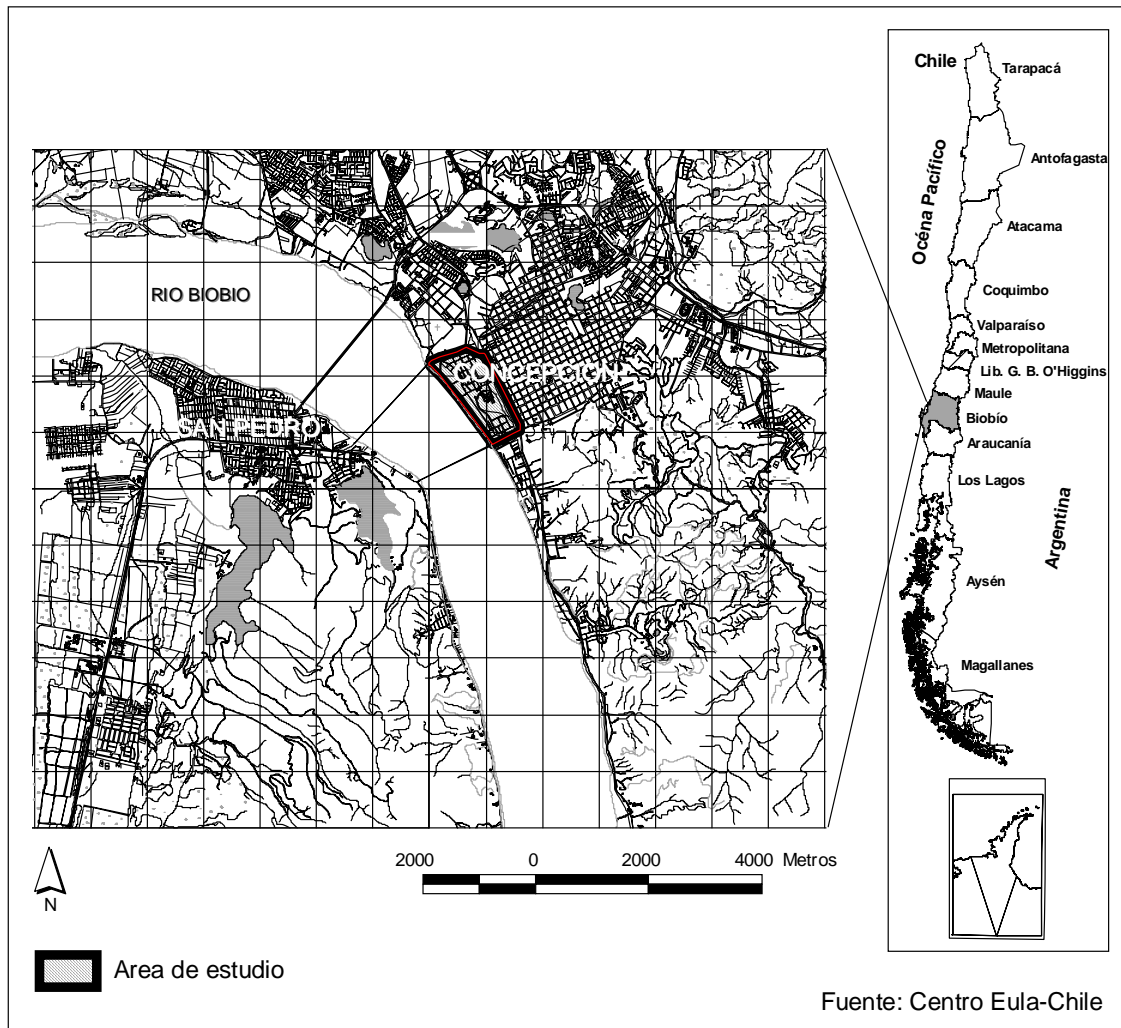 Chile
Tarapacá
Antofagasta
Océna Pacífico
Atacama
Coquimbo
Valparaíso
Metropolitana
Lib. G. B. O'Higgins
Maule
Biobío
Araucanía
Los Lagos
Argentina
Aysén
Magallanes
RIO BIOBIO
CONCEPCION
SAN PEDRO
2000 0 2000 4000 Metros
N
Area de estudio
Fuente: Centro Eula-Chile